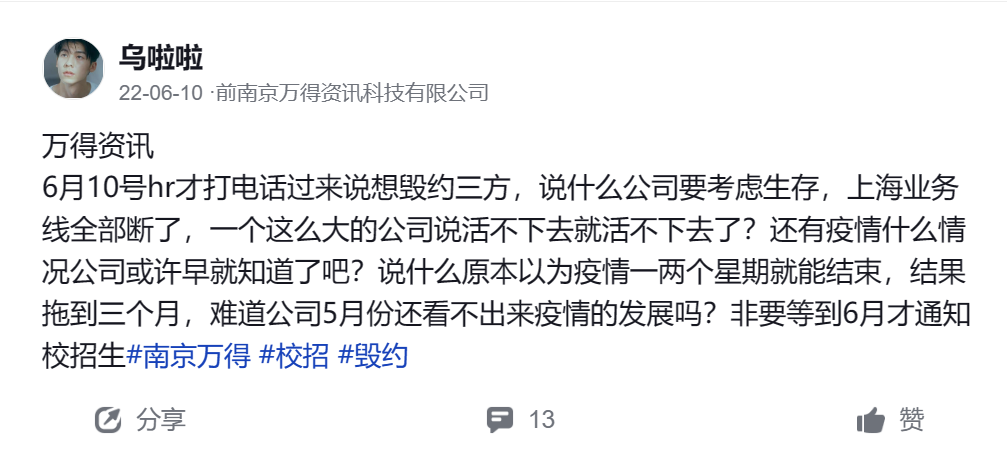 乌啦啦
22-06-10 ·前南京万得资讯科技有限公司
万得资讯
6月10号hr才打电话过来说想毁约三方，说什么公司要考虑生存，上海业务
线全部断了，一个这么大的公司说活不下去就活不下去了？还有疫情什么情
况公司或许早就知道了吧？说什么原本以为疫情一两个星期就能结束，结果
拖到三个月，难道公司5月份还看不出来疫情的发展吗？非要等到6月才通知
校招生#南京万得 #校招 #毁约
分享
13
赞